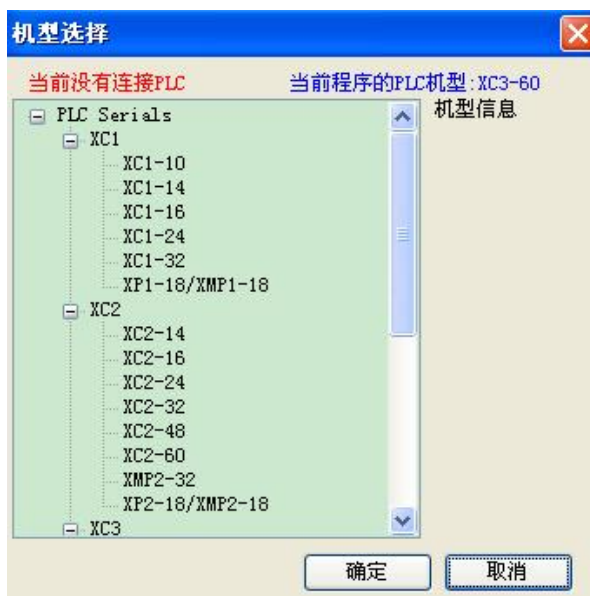 机型选择
当前没有连接PLC 当前程序的PLC机型:XC3-60
PLC Serials 机型信息
XC1
XC1-10
XC1-14
XC1-16
XC1-24
XC1-32
XP1-18/XMP1-18
XC2
XC2-14
XC2-16
XC2-24
XC2-32
XC2-48
XC2-60
XMP2-32
XP2-18/XMP2-18
XC3
确定 取消